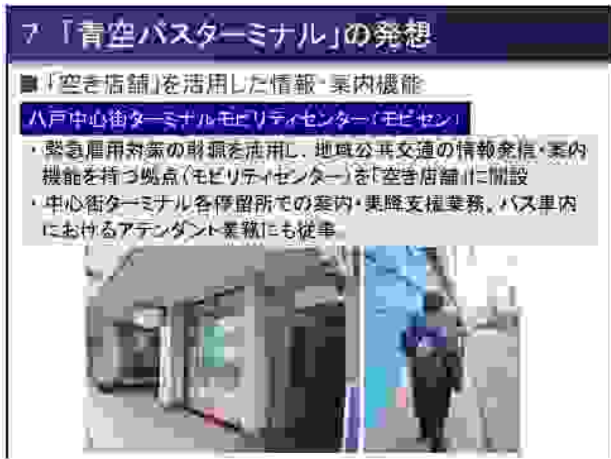 7 「青空バスターミナル」の発想
■「空き店舗」を活用した情報・案内機能
八戸中心街ターミナルモビリティセンター（モビセン）
・緊急雇用対策の財源を活用し、地域公共交通の情報発信・案内
機能を持つ拠点（モビリティセンター）を「空き店舗」に開設
・中心街ターミナル各停留所での案内・乗降支援業務、バス車内
におけるアテンダント業務にも従事